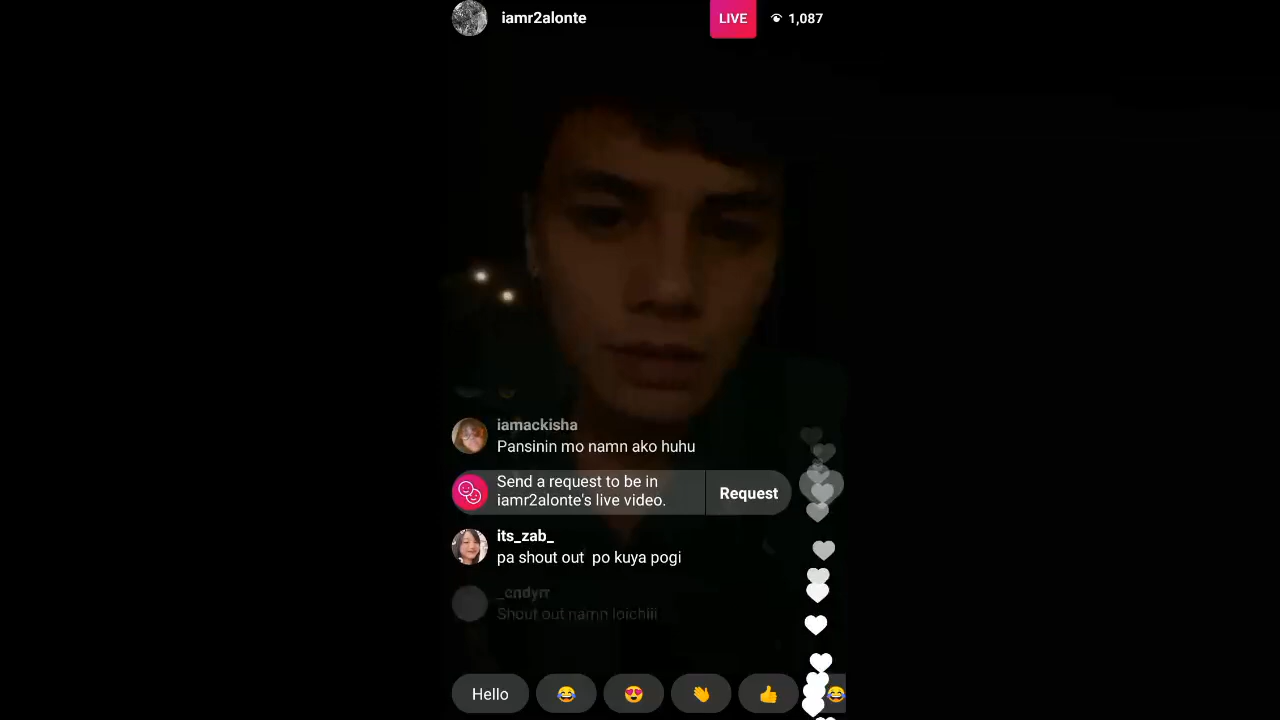 iamr2alonte
LIVE
1,087
iamackisha
Pansinin mo namn ako huhu
Send a request to be in
iamr2alonte's live video.
Request
its_zab_
pa shout out po kuya pogi
_cndyrr
Shout out namn loichiii
Hello